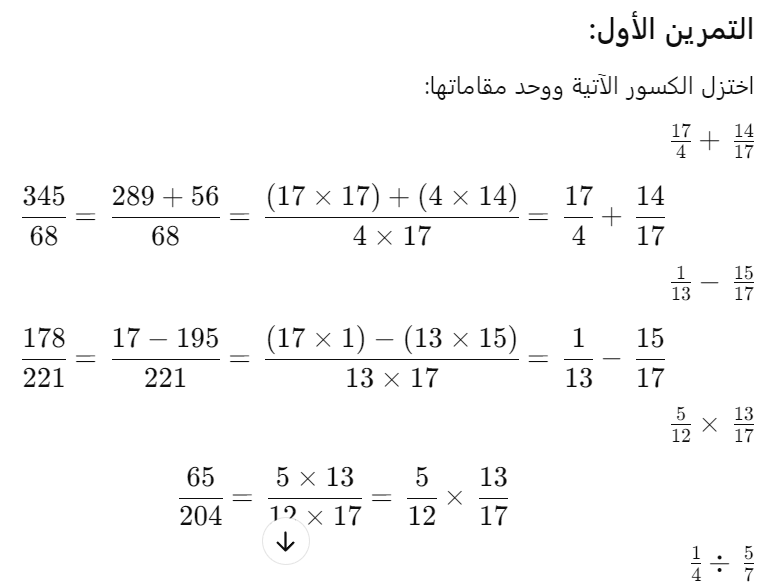 التمرين الأول:
اختزل الكسور الآتية ووحد مقاماتها:
14/17 + 17/4
14/17 + 17/4 = ((14 × 4) + (17 × 17))/(17 × 4) = (56 + 289)/68 = 345/68
15/17 − 1/13
15/17 − 1/13 = ((15 × 13) − (1 × 17))/(17 × 13) = (195 − 17)/221 = 178/221
13/17 × 5/12
13/17 × 5/12 = (13 × 5)/(17 × 12) = 65/204
5/7 ÷ 1/4